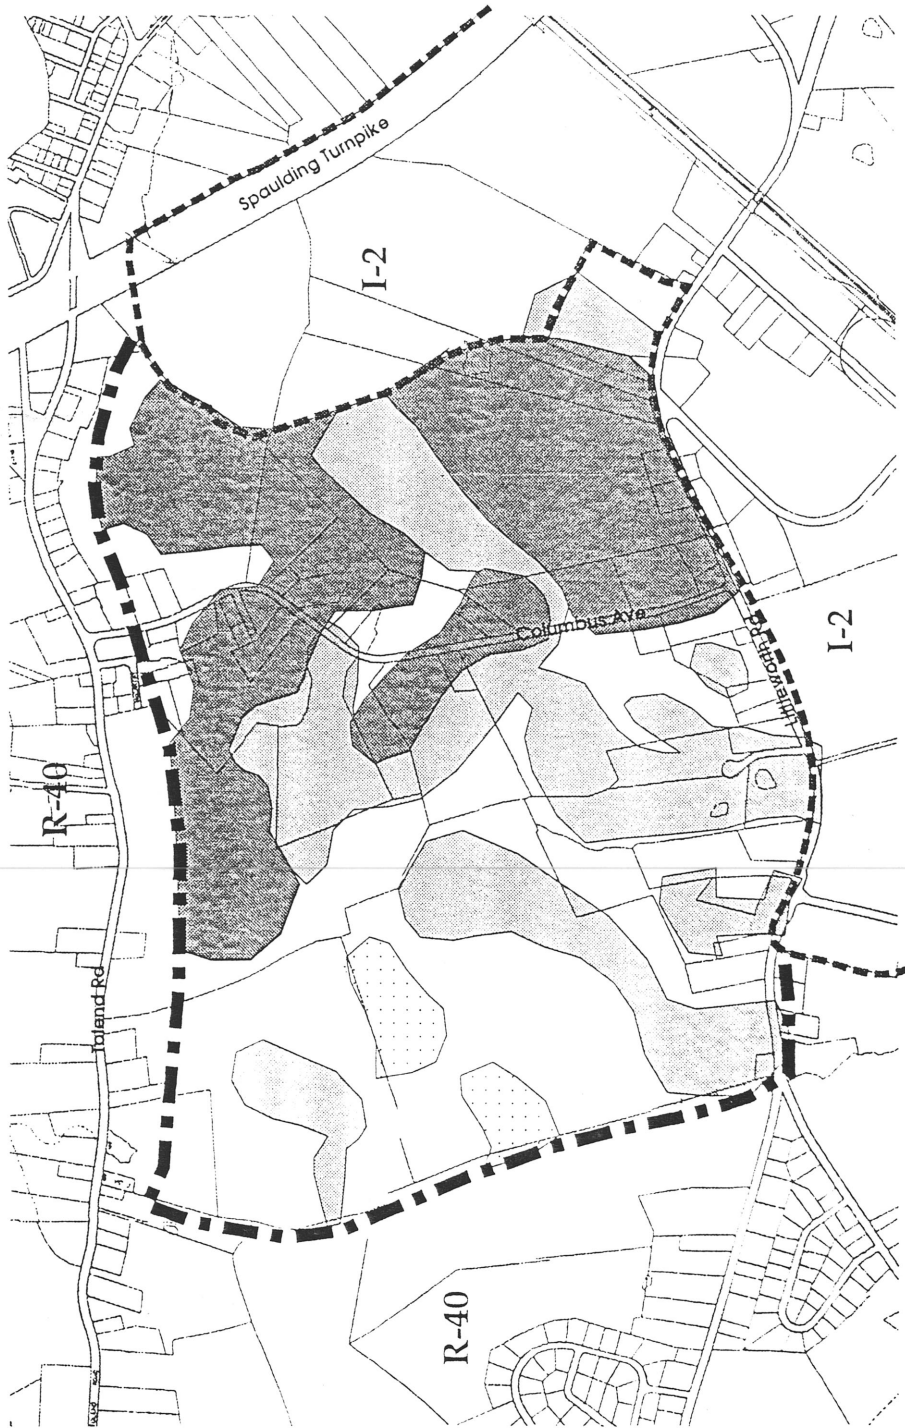 Spaulding Turnpike
I-2
Columbus Ave
I-2
Littleworth Rd
R-40
Tolend Rd
R-40